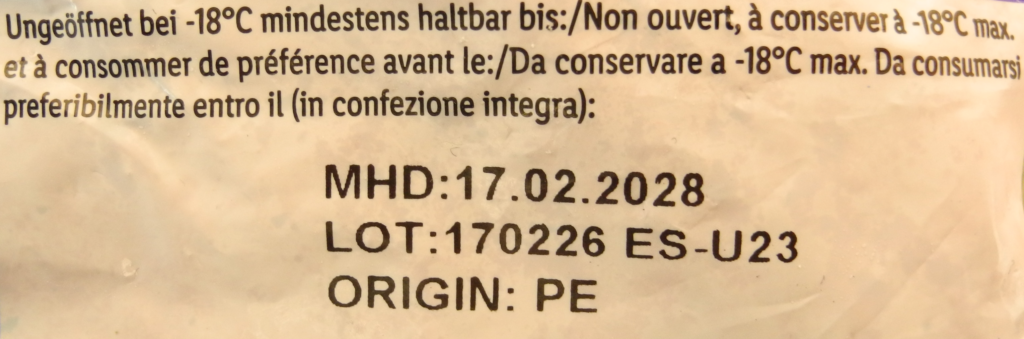 Ungeöffnet bei -18°C mindestens haltbar bis:/Non ouvert, à conserver à -18°C max.
et à consommer de préférence avant le:/Da conservare a -18°C max. Da consumarsi
preferibilmente entro il (in confezione integra):
MHD:17.02.2028
LOT:170226 ES-U23
ORIGIN: PE